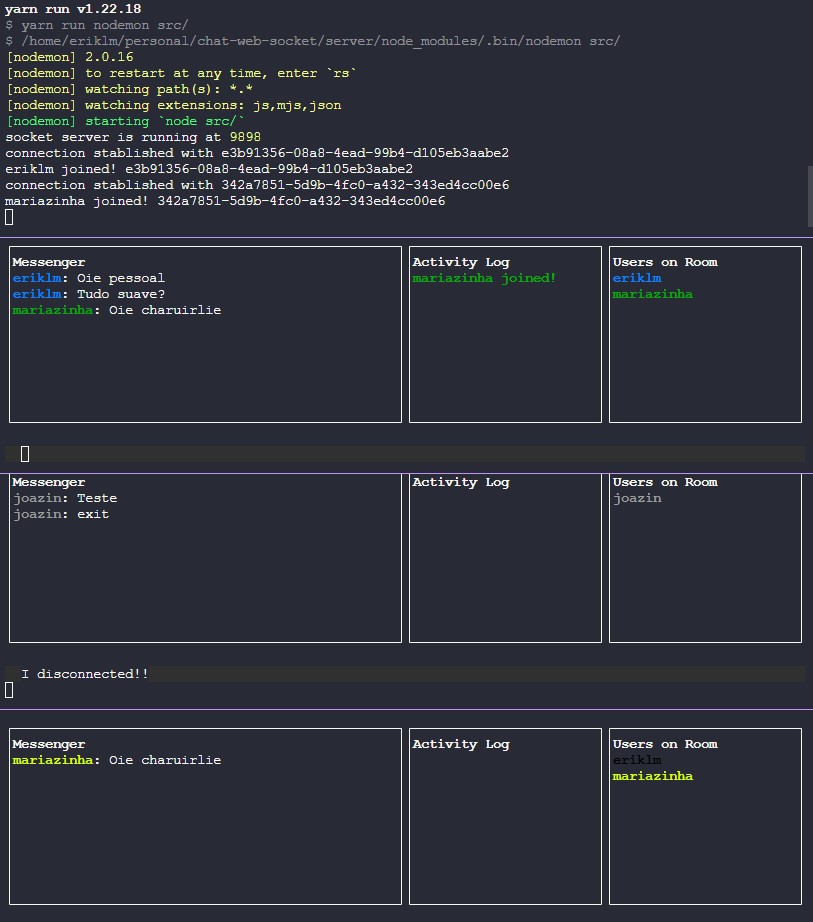 yarn run v1.22.18
$ yarn run nodemon src/
$ /home/eriklm/personal/chat-web-socket/server/node_modules/.bin/nodemon src/
[nodemon] 2.0.16
[nodemon] to restart at any time, enter `rs`
[nodemon] watching path(s): *.*
[nodemon] watching extensions: js,mjs,json
[nodemon] starting `node src/`
socket server is running at 9898
connection stablished with e3b91356-08a8-4ead-99b4-d105eb3aabe2
eriklm joined! e3b91356-08a8-4ead-99b4-d105eb3aabe2
connection stablished with 342a7851-5d9b-4fc0-a432-343ed4cc00e6
mariazinha joined! 342a7851-5d9b-4fc0-a432-343ed4cc00e6
Messenger
eriklm: Oie pessoal
eriklm: Tudo suave?
mariazinha: Oie charuirlie
Activity Log
mariazinha joined!
Users on Room
eriklm
mariazinha
Messenger
joazin: Teste
joazin: exit
Activity Log
Users on Room
joazin
I disconnected!!
Messenger
mariazinha: Oie charuirlie
Activity Log
Users on Room
eriklm
mariazinha